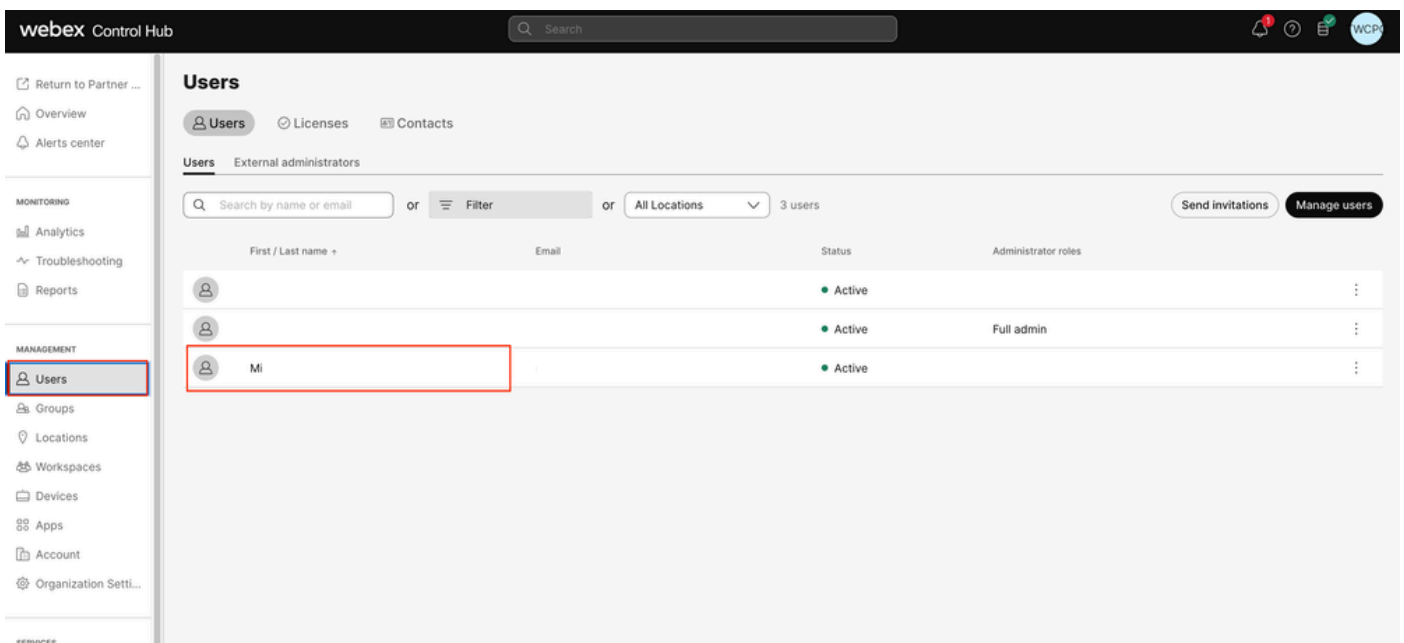 webex Control Hub
Search
1
WCP
Return to Partner ...
Overview
Alerts center
MONITORING
Analytics
Troubleshooting
Reports
MANAGEMENT
Users
Groups
Locations
Workspaces
Devices
Apps
Account
Organization Setti...
SERVICES
Users
Users Licenses Contacts
Users External administrators
Search by name or email or Filter or All Locations 3 users Send invitations Manage users
First / Last name ↑ Email Status Administrator roles
Active
Active Full admin
Mi Active